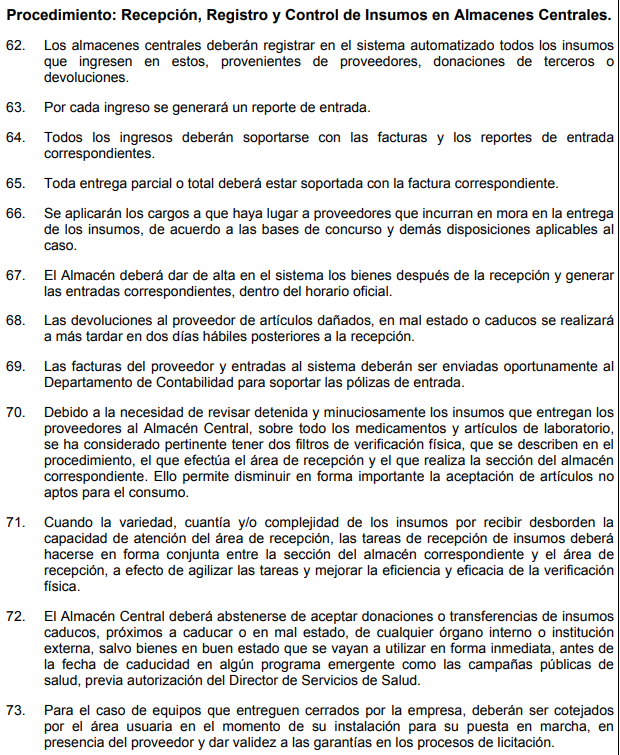 Procedimiento: Recepción, Registro y Control de Insumos en Almacenes Centrales.
62. Los almacenes centrales deberán registrar en el sistema automatizado todos los insumos
que ingresen en estos, provenientes de proveedores, donaciones de terceros o
devoluciones.
63. Por cada ingreso se generará un reporte de entrada.
64. Todos los ingresos deberán soportarse con las facturas y los reportes de entrada
correspondientes.
65. Toda entrega parcial o total deberá estar soportada con la factura correspondiente.
66. Se aplicarán los cargos a que haya lugar a proveedores que incurran en mora en la entrega
de los insumos, de acuerdo a las bases de concurso y demás disposiciones aplicables al
caso.
67. El Almacén deberá dar de alta en el sistema los bienes después de la recepción y generar
las entradas correspondientes, dentro del horario oficial.
68. Las devoluciones al proveedor de artículos dañados, en mal estado o caducos se realizará
a más tardar en dos días hábiles posteriores a la recepción.
69. Las facturas del proveedor y entradas al sistema deberán ser enviadas oportunamente al
Departamento de Contabilidad para soportar las pólizas de entrada.
70. Debido a la necesidad de revisar detenida y minuciosamente los insumos que entregan los
proveedores al Almacén Central, sobre todo los medicamentos y artículos de laboratorio,
se ha considerado pertinente tener dos filtros de verificación física, que se describen en el
procedimiento, el que efectúa el área de recepción y el que realiza la sección del almacén
correspondiente. Ello permite disminuir en forma importante la aceptación de artículos no
aptos para el consumo.
71. Cuando la variedad, cuantía y/o complejidad de los insumos por recibir desborden la
capacidad de atención del área de recepción, las tareas de recepción de insumos deberá
hacerse en forma conjunta entre la sección del almacén correspondiente y el área de
recepción, a efecto de agilizar las tareas y mejorar la eficiencia y eficacia de la verificación
física.
72. El Almacén Central deberá abstenerse de aceptar donaciones o transferencias de insumos
caducos, próximos a caducar o en mal estado, de cualquier órgano interno o institución
externa, salvo bienes en buen estado que se vayan a utilizar en forma inmediata, antes de
la fecha de caducidad en algún programa emergente como las campañas públicas de
salud, previa autorización del Director de Servicios de Salud.
73. Para el caso de equipos que entreguen cerrados por la empresa, deberán ser cotejados
por el área usuaria en el momento de su instalación para su puesta en marcha, en
presencia del proveedor y dar validez a las garantías en los procesos de licitación.